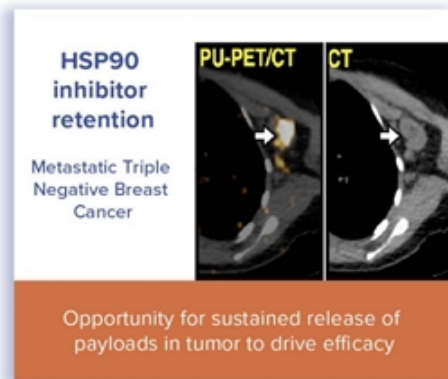 HSP90
inhibitor
retention
Metastatic Triple
Negative Breast
Cancer
PU-PET/CT
CT
Opportunity for sustained release of
payloads in tumor to drive efficacy